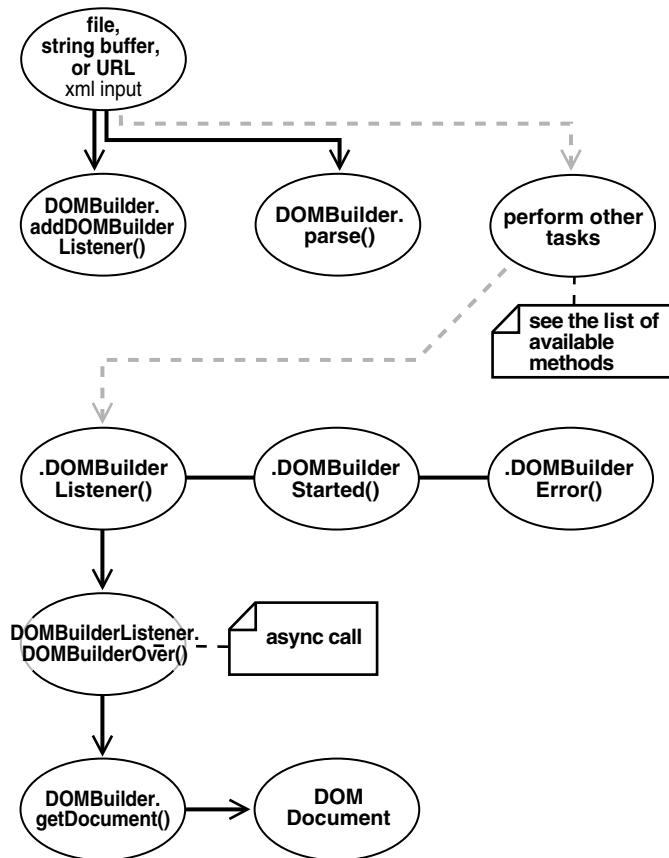 file,
string buffer,
or URL
xml input
DOMBuilder.
addDOMBuilder
Listener()
DOMBuilder.
parse()
perform other
tasks
see the list of
available
methods
.DOMBuilder
Listener()
.DOMBuilder
Started()
.DOMBuilder
Error()
DOMBuilderListener.
DOMBuilderOver()
async call
DOMBuilder.
getDocument()
DOM
Document